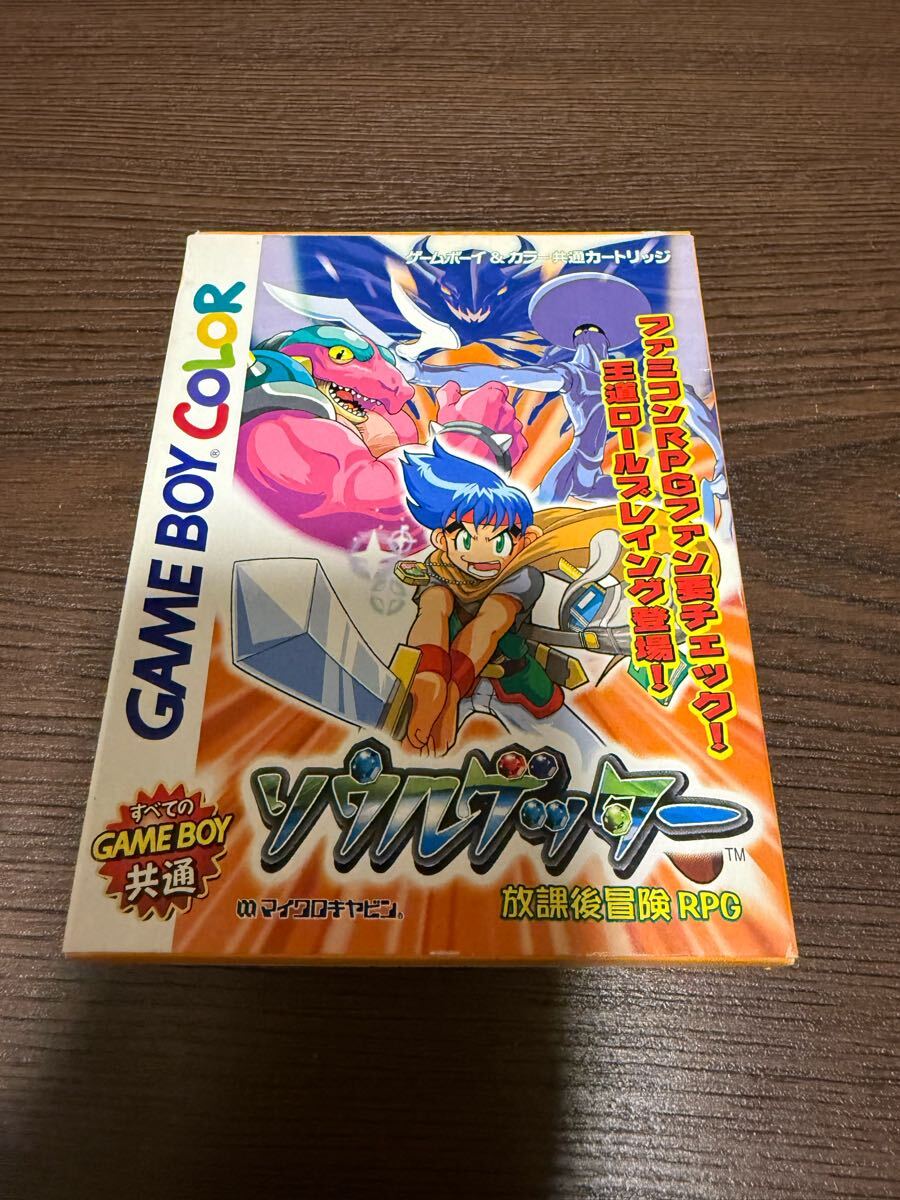 ゲームボーイ&カラー共通カートリッジ
GAME BOY® COLOR
ファミコンRPGファン要チェック!
王道ロールプレイング登場!
ソウルゲッター™
放課後冒険RPG
すべての
GAME BOY
共通
マイクロキャビン®